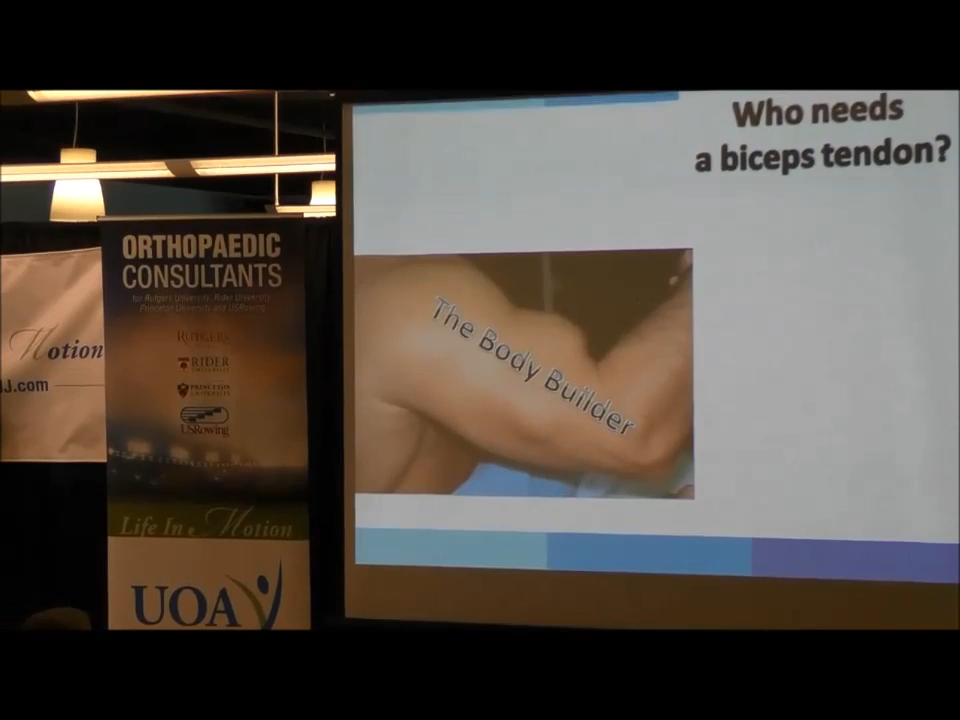 Who needs
a biceps tendon?
The Body Builder
ORTHOPAEDIC
CONSULTANTS
for Rutgers University, Rider University
Princeton University and USRowing
RUTGERS
RIDER
UNIVERSITY
PRINCETON
UNIVERSITY
USRowing
Life In a Motion
UOA
Motion
NJ.com